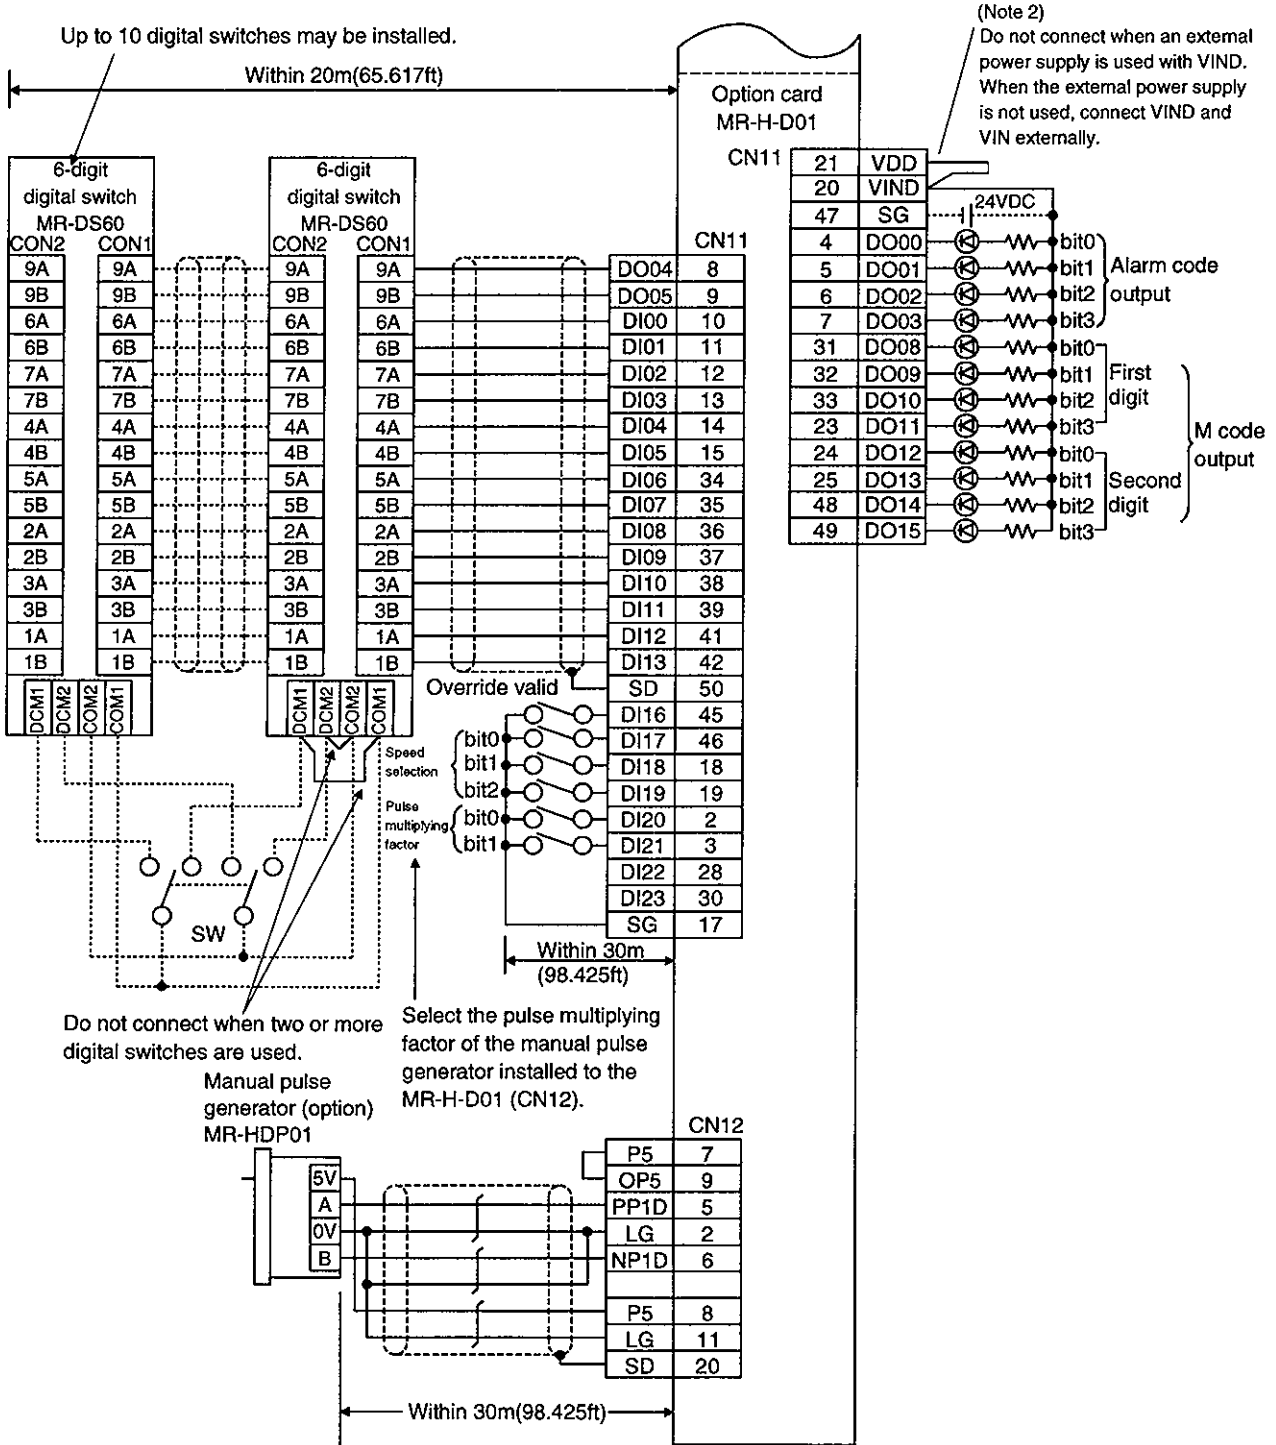 Up to 10 digital switches may be installed.
Within 20m(65.617ft)
Option card
MR-H-D01
(Note 2)
Do not connect when an external
power supply is used with VIND.
When the external power supply
is not used, connect VIND and
VIN externally.
6-digit
digital switch
MR-DS60
CON2 CON1
9A 9A
9B 9B
6A 6A
6B 6B
7A 7A
7B 7B
4A 4A
4B 4B
5A 5A
5B 5B
2A 2A
2B 2B
3A 3A
3B 3B
1A 1A
1B 1B
DCM1
DCM2
COM2
COM1
6-digit
digital switch
MR-DS60
CON2 CON1
9A 9A
9B 9B
6A 6A
6B 6B
7A 7A
7B 7B
4A 4A
4B 4B
5A 5A
5B 5B
2A 2A
2B 2B
3A 3A
3B 3B
1A 1A
1B 1B
DCM1
DCM2
COM2
COM1
CN11
DO04 8
DO05 9
DI00 10
DI01 11
DI02 12
DI03 13
DI04 14
DI05 15
DI06 34
DI07 35
DI08 36
DI09 37
DI10 38
DI11 39
DI12 41
DI13 42
SD 50
DI16 45
DI17 46
DI18 18
DI19 19
DI20 2
DI21 3
DI22 28
DI23 30
SG 17
Override valid
Speed
selection
bit0
bit1
bit2
Pulse
multiplying
factor
bit0
bit1
CN11
21 VDD
20 VIND
47 SG
4 DO00
5 DO01
6 DO02
7 DO03
31 DO08
32 DO09
33 DO10
23 DO11
24 DO12
25 DO13
48 DO14
49 DO15
24VDC
bit0
bit1
bit2
bit3
Alarm code
output
bit0
bit1
bit2
bit3
First
digit
bit0
bit1
bit2
bit3
Second
digit
M code
output
SW
Within 30m
(98.425ft)
Do not connect when two or more
digital switches are used.
Select the pulse multiplying
factor of the manual pulse
generator installed to the
MR-H-D01 (CN12).
Manual pulse
generator (option)
MR-HDP01
5V
A
0V
B
CN12
P5 7
OP5 9
PP1D 5
LG 2
NP1D 6
P5 8
LG 11
SD 20
Within 30m(98.425ft)